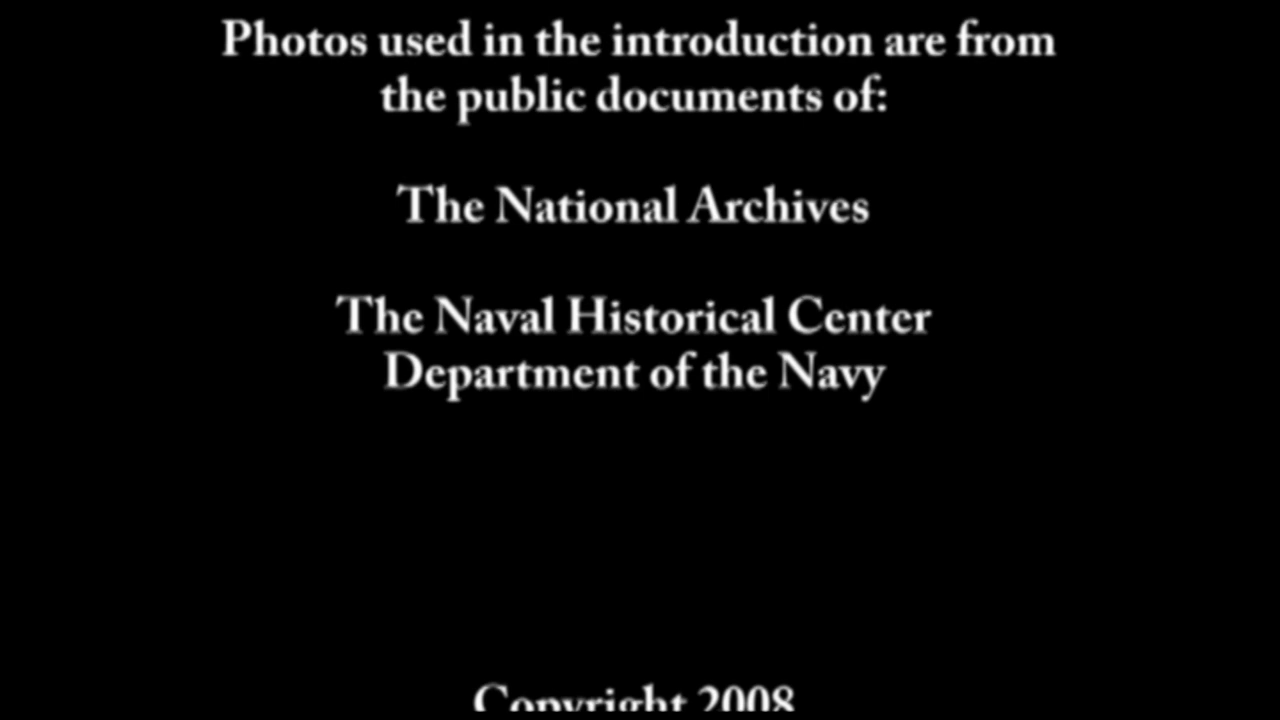 Photos used in the introduction are from
the public documents of:
The National Archives
The Naval Historical Center
Department of the Navy
Copyright 2008